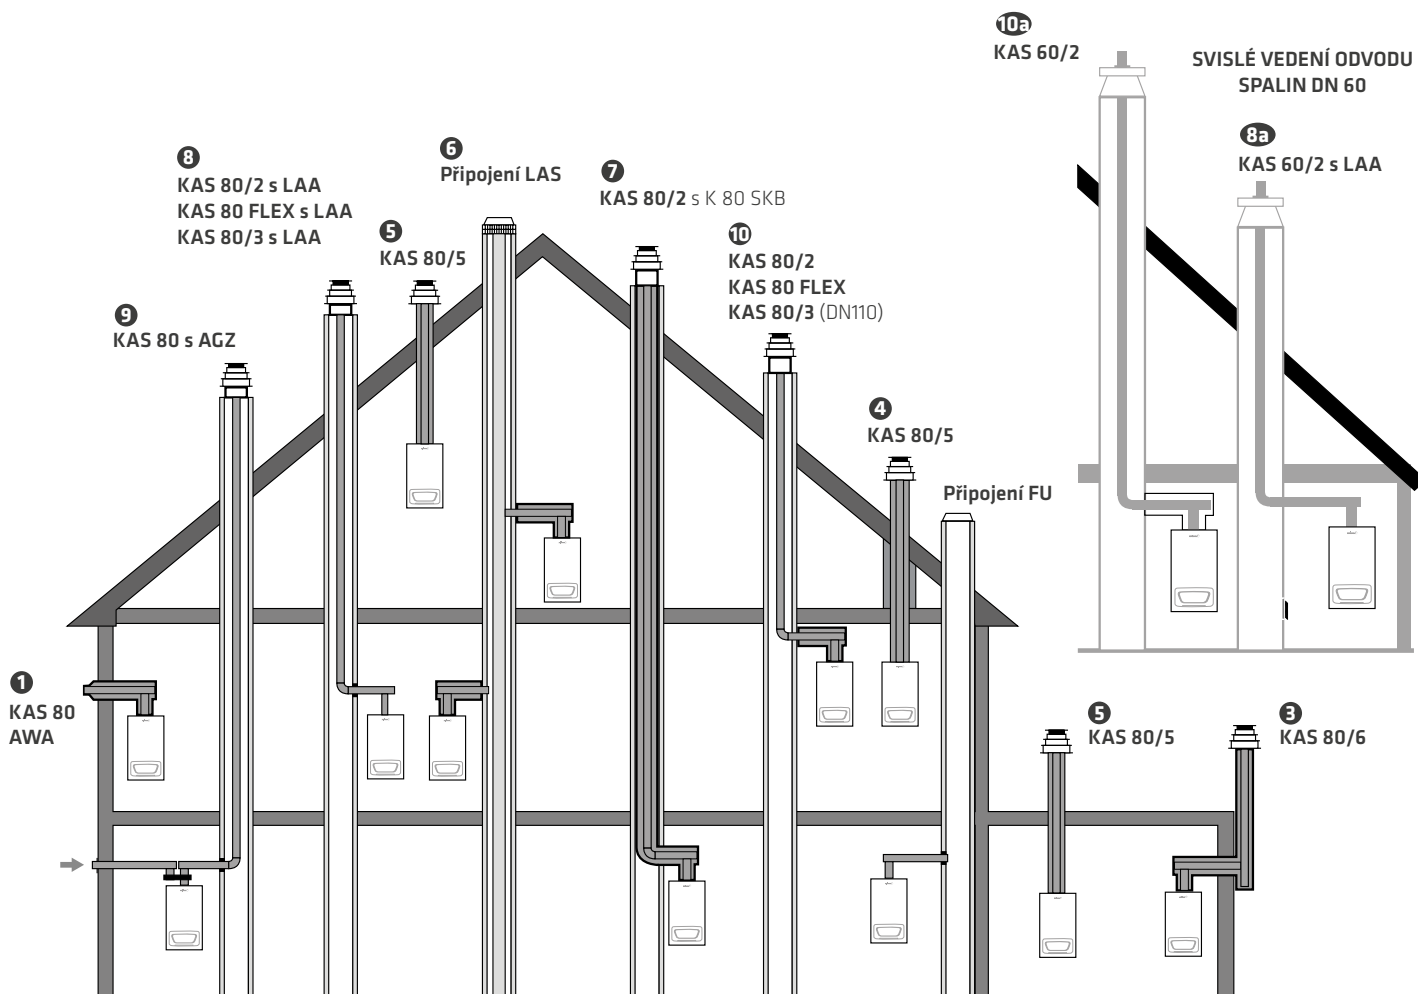 10a
KAS 60/2
SVISLÉ VEDENÍ ODVODU
SPALIN DN 60
8a
KAS 60/2 s LAA
8
KAS 80/2 s LAA
KAS 80 FLEX s LAA
KAS 80/3 s LAA
6
Připojení LAS
7
KAS 80/2 s K 80 SKB
5
KAS 80/5
10
KAS 80/2
KAS 80 FLEX
KAS 80/3 (DN110)
9
KAS 80 s AGZ
4
KAS 80/5
Připojení FU
1
KAS 80
AWA
5
KAS 80/5
3
KAS 80/6